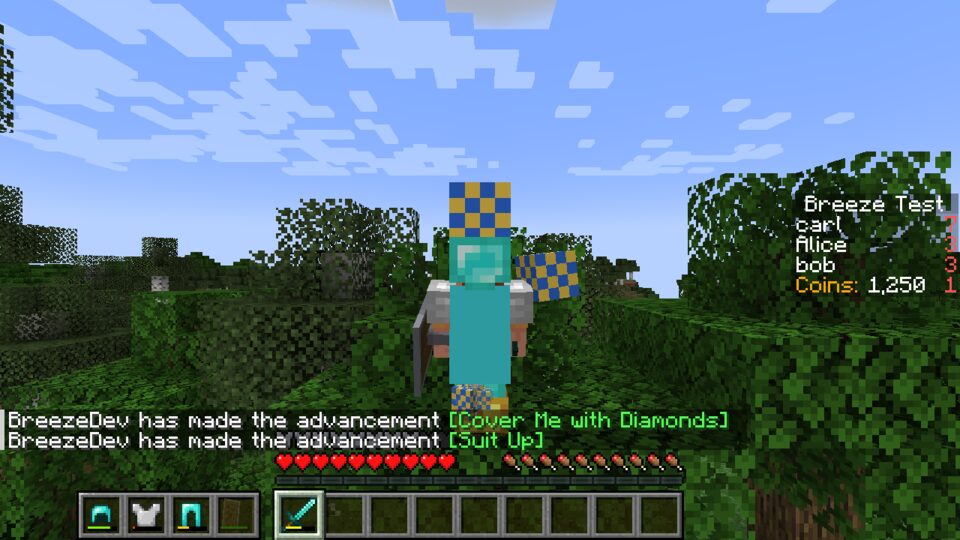 Breeze Test
carl 7
Alice 3
bob 3
Coins: 1,250 1
BreezeDev has made the advancement [Cover Me with Diamonds]
BreezeDev has made the advancement [Suit Up]